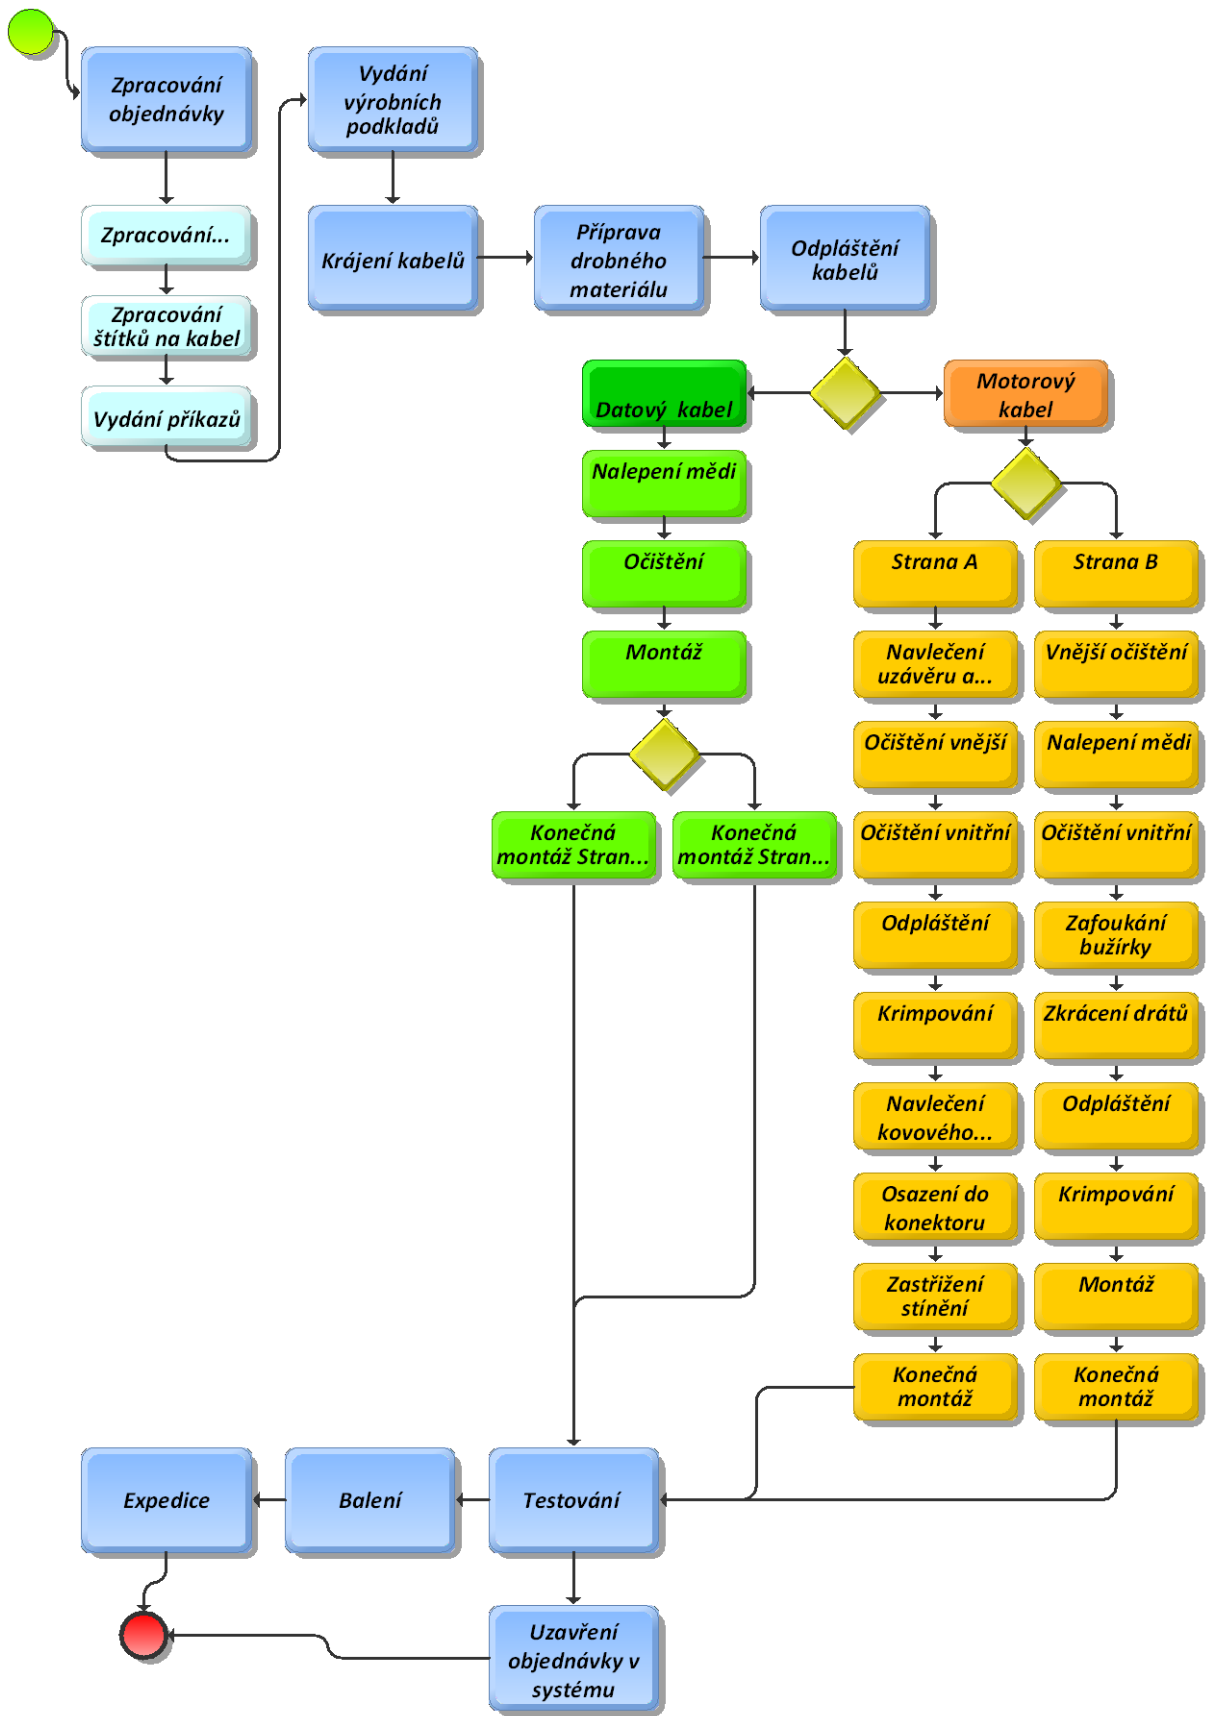 Zpracování
objednávky
Zpracování...
Zpracování
štítků na kabel
Vydání příkazů
Vydání
výrobních
podkladů
Krájení kabelů
Příprava
drobného
materiálu
Odpláštění
kabelů
Datový kabel
Nalepení mědi
Očištění
Montáž
Konečná
montáž Stran...
Konečná
montáž Stran...
Motorový
kabel
Strana A
Navlečení
uzávěru a...
Očištění vnější
Očištění vnitřní
Odpláštění
Krimpování
Navlečení
kovového...
Osazení do
konektoru
Zastřižení
stínění
Konečná
montáž
Strana B
Vnější očištění
Nalepení mědi
Očištění vnitřní
Zafoukání
bužírky
Zkrácení drátů
Odpláštění
Krimpování
Montáž
Konečná
montáž
Testování
Balení
Expedice
Uzavření
objednávky v
systému